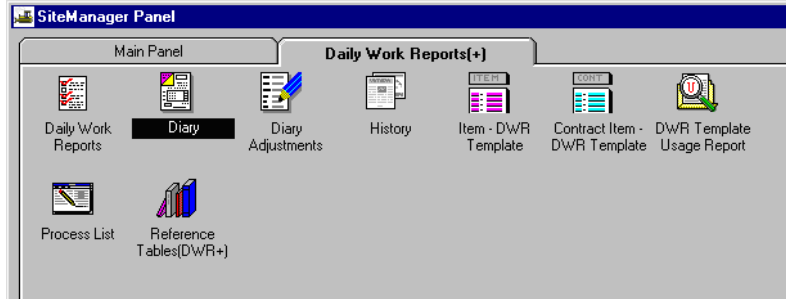 SiteManager Panel
Main Panel
Daily Work Reports(+)
ITEM
CONT
Daily Work
Reports
Diary
Diary
Adjustments
History
Item - DWR
Template
Contract Item -
DWR Template
DWR Template
Usage Report
Process List
Reference
Tables(DWR+)